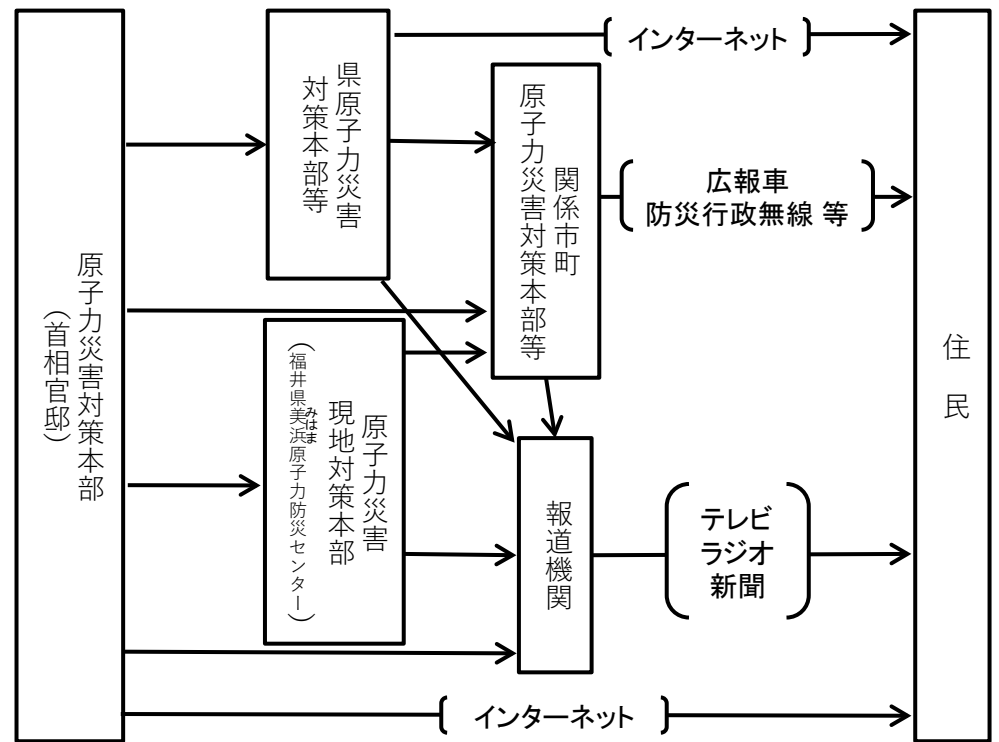 原子力災害対策本部
(首相官邸)
県原子力災害
対策本部等
関係市町
原子力災害対策本部等
原子力災害
現地対策本部
(福井県美浜原子力防災センター)
みはま
報道機関
インターネット
広報車
防災行政無線 等
テレビ
ラジオ
新聞
インターネット
住民